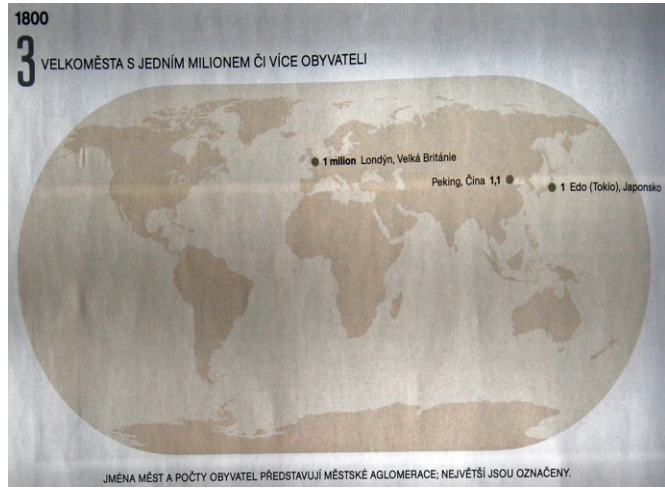 1800
3 VELKOMĚSTA S JEDNÍM MILIONEM ČI VÍCE OBYVATELI
1 milion Londýn, Velká Británie
Peking, Čína 1,1
1 Edo (Tokio), Japonsko
JMÉNA MĚST A POČTY OBYVATEL PŘEDSTAVUJÍ MĚSTSKÉ AGLOMERACE; NEJVĚTŠÍ JSOU OZNAČENY.